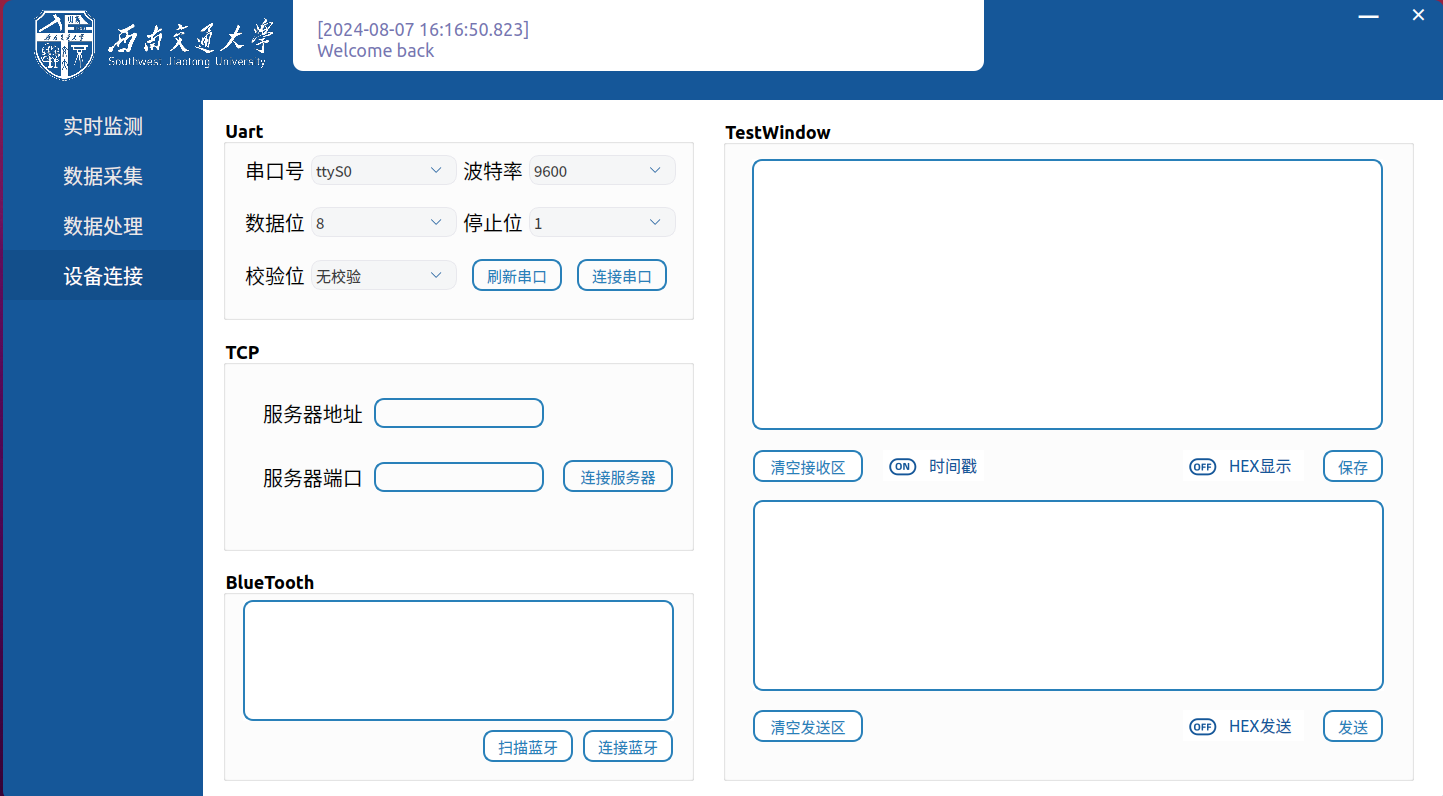 西南交通大学
Southwest Jiaotong University
[2024-08-07 16:16:50.823]
Welcome back
实时监测
数据采集
数据处理
设备连接
Uart
串口号 ttyS0 波特率 9600
数据位 8 停止位 1
校验位 无校验 刷新串口 连接串口
TCP
服务器地址
服务器端口 连接服务器
BlueTooth
扫描蓝牙 连接蓝牙
TestWindow
清空接收区 ON 时间戳 OFF HEX显示 保存
清空发送区 OFF HEX发送 发送